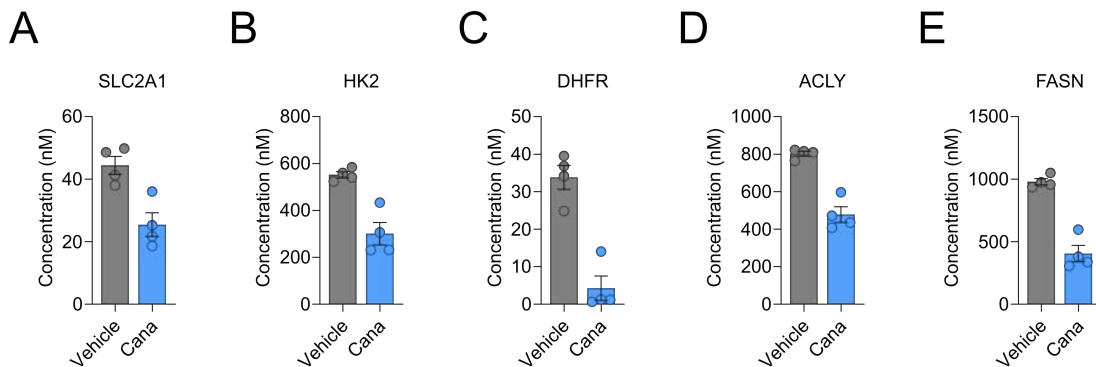 A
B
C
D
E
SLC2A1
HK2
DHFR
ACLY
FASN
Concentration (nM)
60
40
20
0
Vehicle
Cana
Concentration (nM)
800
600
400
200
0
Vehicle
Cana
Concentration (nM)
50
40
30
20
10
0
Vehicle
Cana
Concentration (nM)
1000
800
600
400
200
0
Vehicle
Cana
Concentration (nM)
1500
1000
500
0
Vehicle
Cana